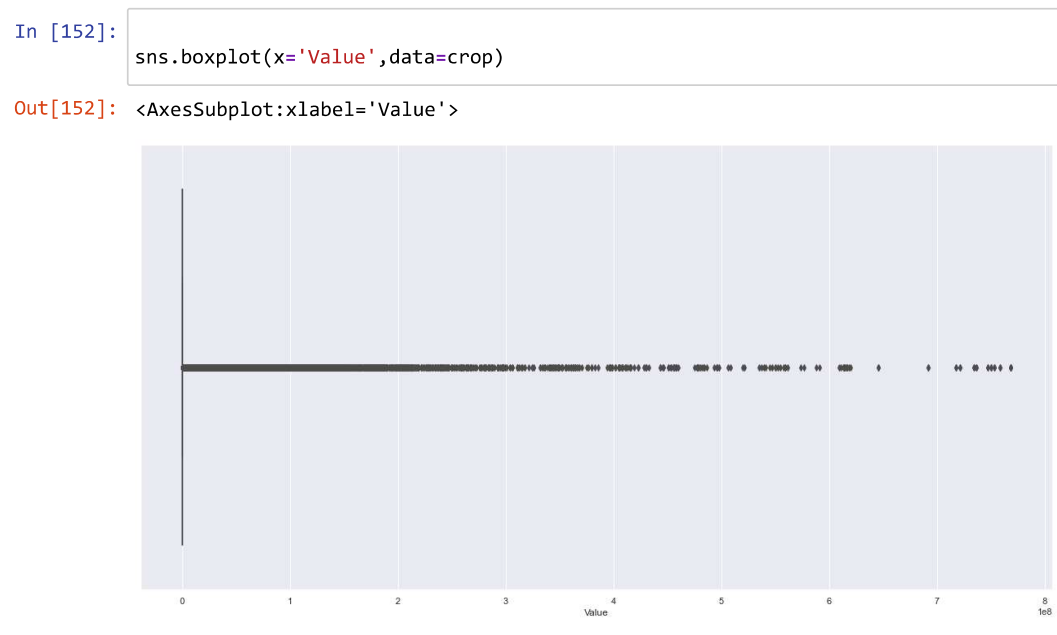 In [152]:
sns.boxplot(x='Value',data=crop)
Out[152]: <AxesSubplot:xlabel='Value'>
0 1 2 3 4 5 6 7 8
Value 1e8